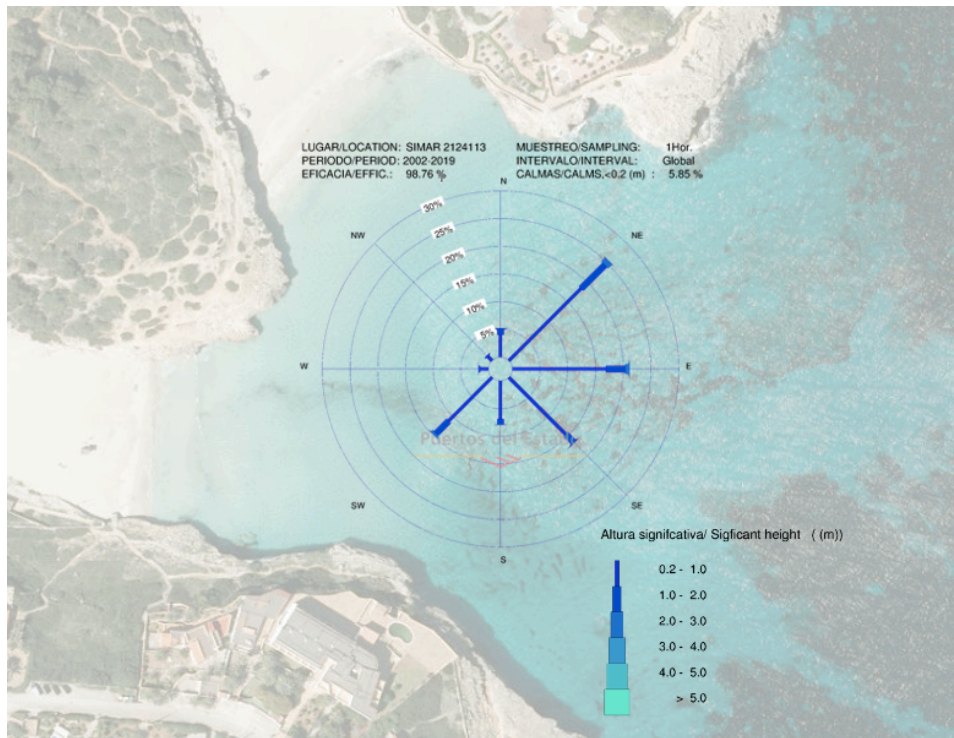 LUGAR/LOCATION: SIMAR 2124113
PERIODO/PERIOD: 2002-2019
EFICACIA/EFFIC.: 98.76 %
MUESTREO/SAMPLING: 1Hor.
INTERVALO/INTERVAL: Global
CALMAS/CALMS,<0.2 (m) : 5.85 %
N
30%
NW
NE
25%
20%
15%
10%
5%
W
E
Puertos del Estado
SW
SE
S
Altura signifcativa/ Sigficant height ( (m))
0.2 - 1.0
1.0 - 2.0
2.0 - 3.0
3.0 - 4.0
4.0 - 5.0
> 5.0